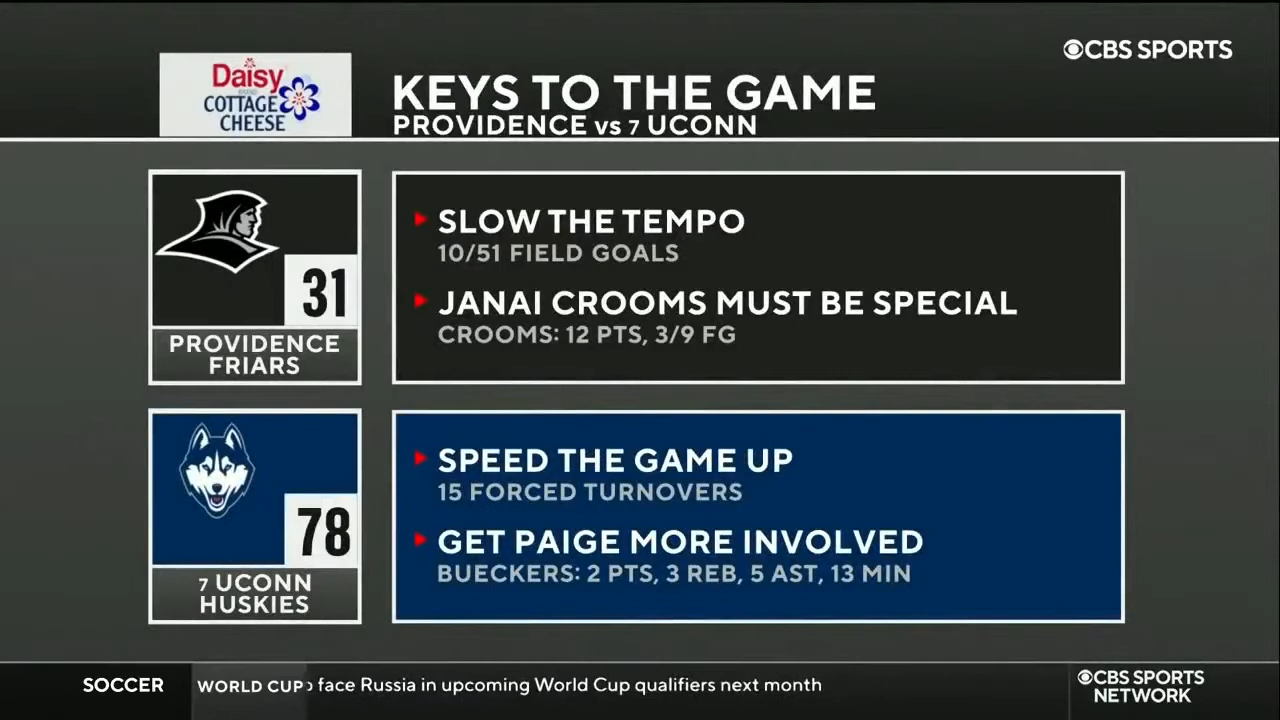 CBS SPORTS
Daisy
BRAND
COTTAGE
CHEESE
KEYS TO THE GAME
PROVIDENCE vs 7 UCONN
31
PROVIDENCE
FRIARS
SLOW THE TEMPO
10/51 FIELD GOALS
JANAI CROOMS MUST BE SPECIAL
CROOMS: 12 PTS, 3/9 FG
78
7 UCONN
HUSKIES
SPEED THE GAME UP
15 FORCED TURNOVERS
GET PAIGE MORE INVOLVED
BUECKERS: 2 PTS, 3 REB, 5 AST, 13 MIN
SOCCER
WORLD CUP face Russia in upcoming World Cup qualifiers next month
CBS SPORTS
NETWORK